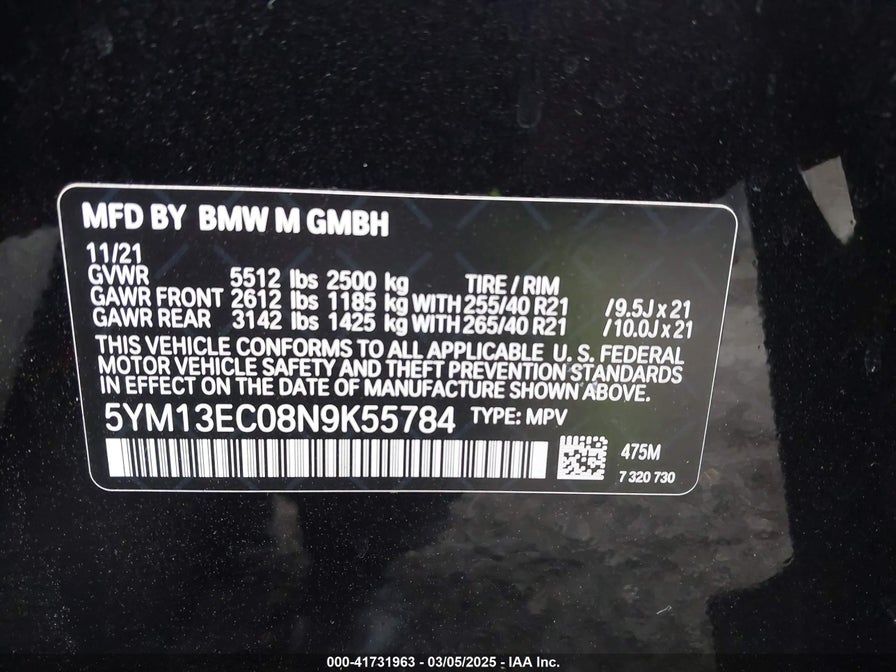 MFD BY BMW M GMBH
11/21
GVWR 5512 lbs 2500 kg TIRE / RIM
GAWR FRONT 2612 lbs 1185 kg WITH 255/40 R21 / 9.5J x 21
GAWR REAR 3142 lbs 1425 kg WITH 265/40 R21 / 10.0J x 21
THIS VEHICLE CONFORMS TO ALL APPLICABLE U. S. FEDERAL
MOTOR VEHICLE SAFETY AND THEFT PREVENTION STANDARDS
IN EFFECT ON THE DATE OF MANUFACTURE SHOWN ABOVE.
5YM13EC08N9K55784 TYPE: MPV
475M
7 320 730
000-41731963 - 03/05/2025 - IAA Inc.